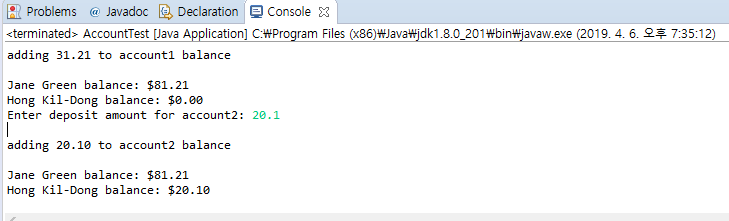 Problems @ Javadoc Declaration Console
<terminated> AccountTest [Java Application] C:₩Program Files (x86)₩Java₩jdk1.8.0_201₩bin₩javaw.exe (2019. 4. 6. 오후 7:35:12)
adding 31.21 to account1 balance
Jane Green balance: $81.21
Hong Kil-Dong balance: $0.00
Enter deposit amount for account2: 20.1
adding 20.10 to account2 balance
Jane Green balance: $81.21
Hong Kil-Dong balance: $20.10